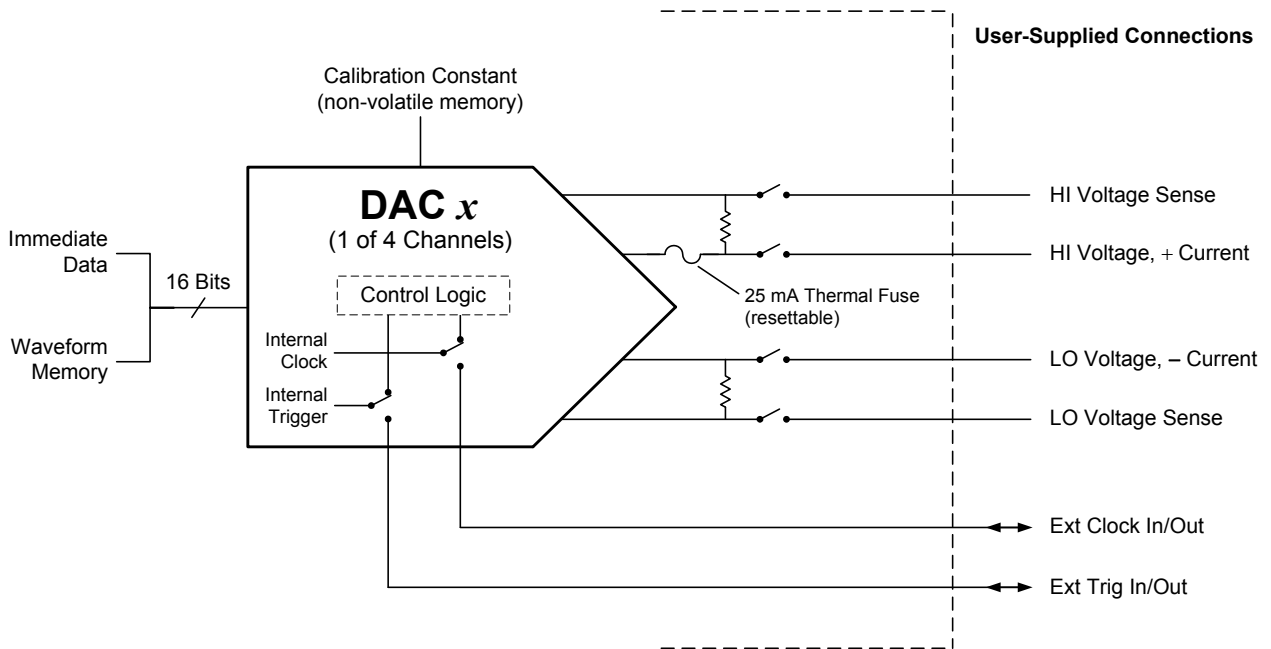 User-Supplied Connections
Calibration Constant
(non-volatile memory)
DAC x
(1 of 4 Channels)
Immediate
Data
16 Bits
Waveform
Memory
Control Logic
Internal
Clock
Internal
Trigger
25 mA Thermal Fuse
(resettable)
HI Voltage Sense
HI Voltage, + Current
LO Voltage, – Current
LO Voltage Sense
Ext Clock In/Out
Ext Trig In/Out